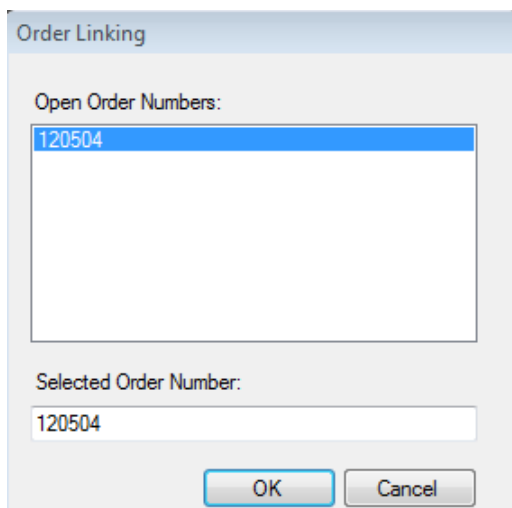 Order Linking
Open Order Numbers:
120504
Selected Order Number:
120504
OK Cancel